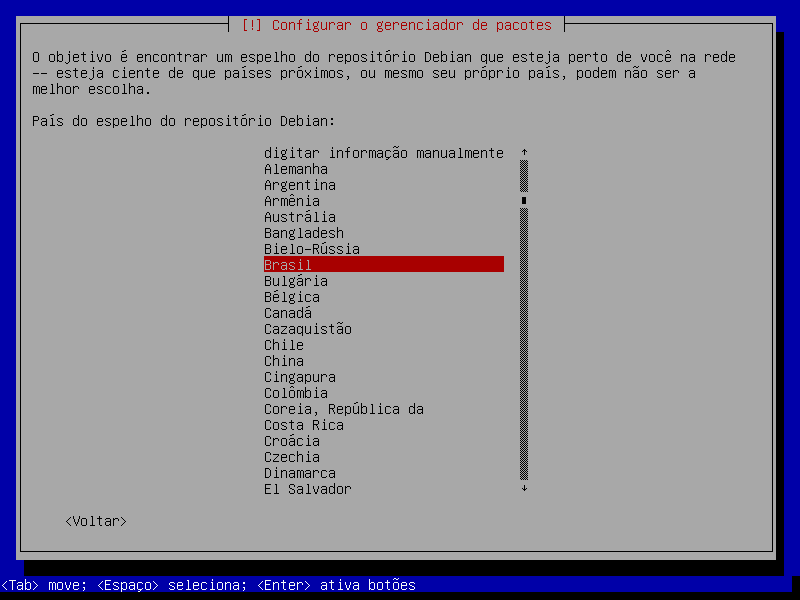 [!] Configurar o gerenciador de pacotes
O objetivo é encontrar um espelho do repositório Debian que esteja perto de você na rede
-- esteja ciente de que países próximos, ou mesmo seu próprio país, podem não ser a
melhor escolha.
País do espelho do repositório Debian:
digitar informação manualmente ↑
Alemanha
Argentina
Armênia
Austrália
Bangladesh
Bielo-Rússia
Brasil
Bulgária
Bélgica
Canadá
Cazaquistão
Chile
China
Cingapura
Colômbia
Coreia, República da
Costa Rica
Croácia
Czechia
Dinamarca
El Salvador ↓
<Voltar>
<Tab> move; <Espaço> seleciona; <Enter> ativa botões